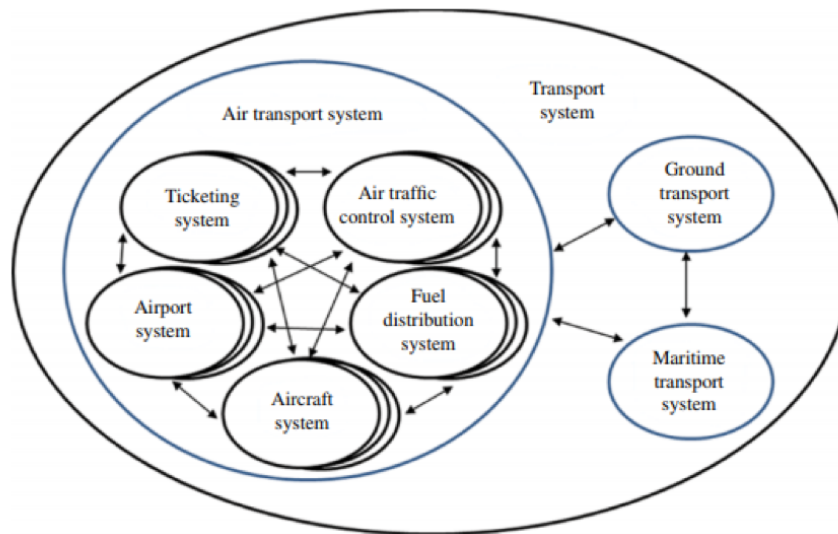 Transport
system
Air transport system
Ticketing
system
Air traffic
control system
Ground
transport
system
Airport
system
Fuel
distribution
system
Aircraft
system
Maritime
transport
system